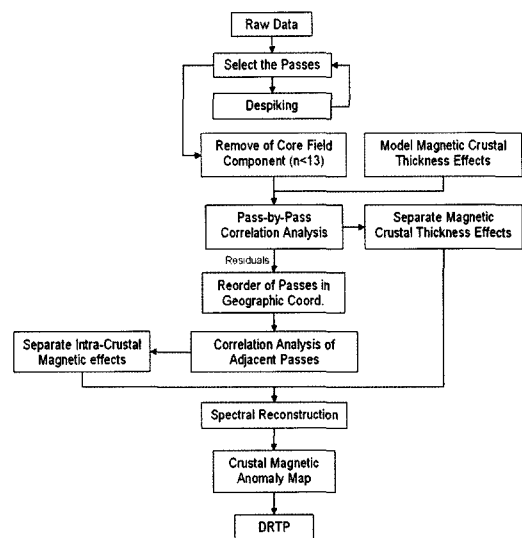 Raw Data
Select the Passes
Despiking
Remove of Core Field
Component (n<13)
Model Magnetic Crustal
Thickness Effects
Pass-by-Pass
Correlation Analysis
Separate Magnetic
Crustal Thickness Effects
Residuals
Reorder of Passes in
Geographic Coord.
Separate Intra-Crustal
Magnetic effects
Correlation Analysis of
Adjacent Passes
Spectral Reconstruction
Crustal Magnetic
Anomaly Map
DRTP